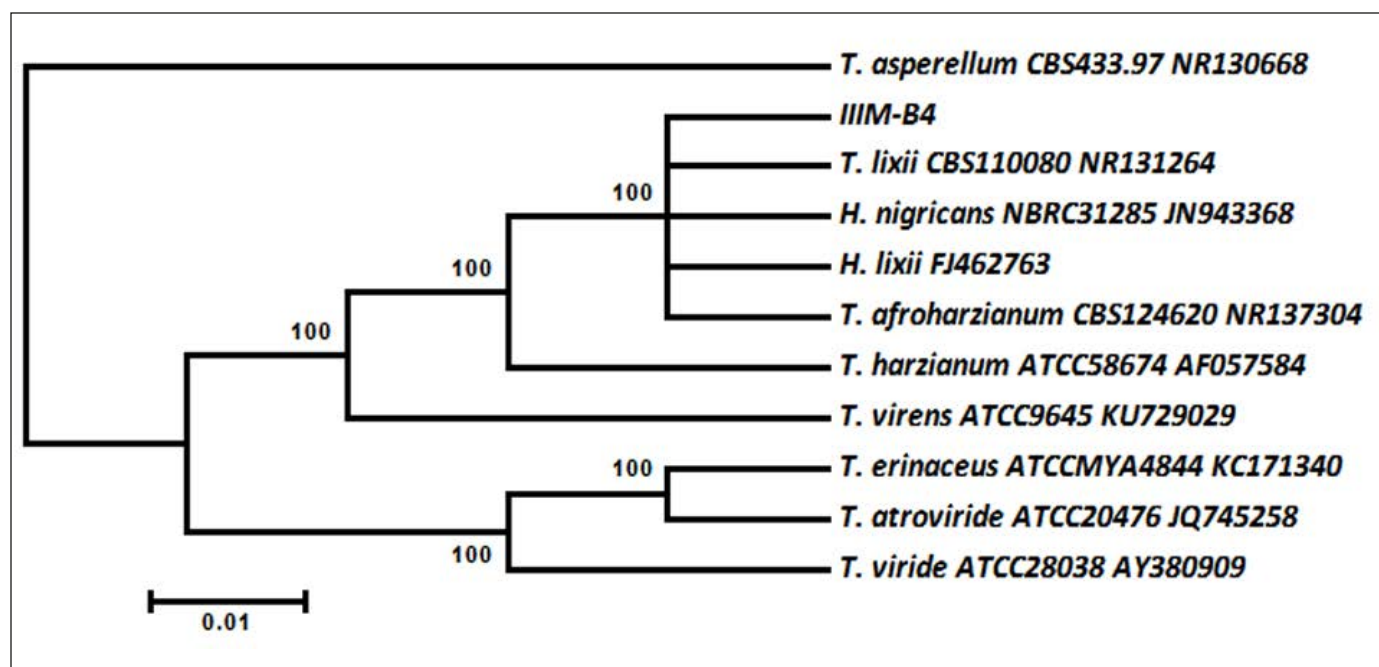 T. asperellum CBS433.97 NR130668
IIIM-B4
T. lixii CBS110080 NR131264
100
H. nigricans NBRC31285 JN943368
100
H. lixii FJ462763
100
T. afroharzianum CBS124620 NR137304
T. harzianum ATCC58674 AF057584
T. virens ATCC9645 KU729029
100
T. erinaceus ATCCMYA4844 KC171340
T. atroviride ATCC20476 JQ745258
100
T. viride ATCC28038 AY380909
0.01